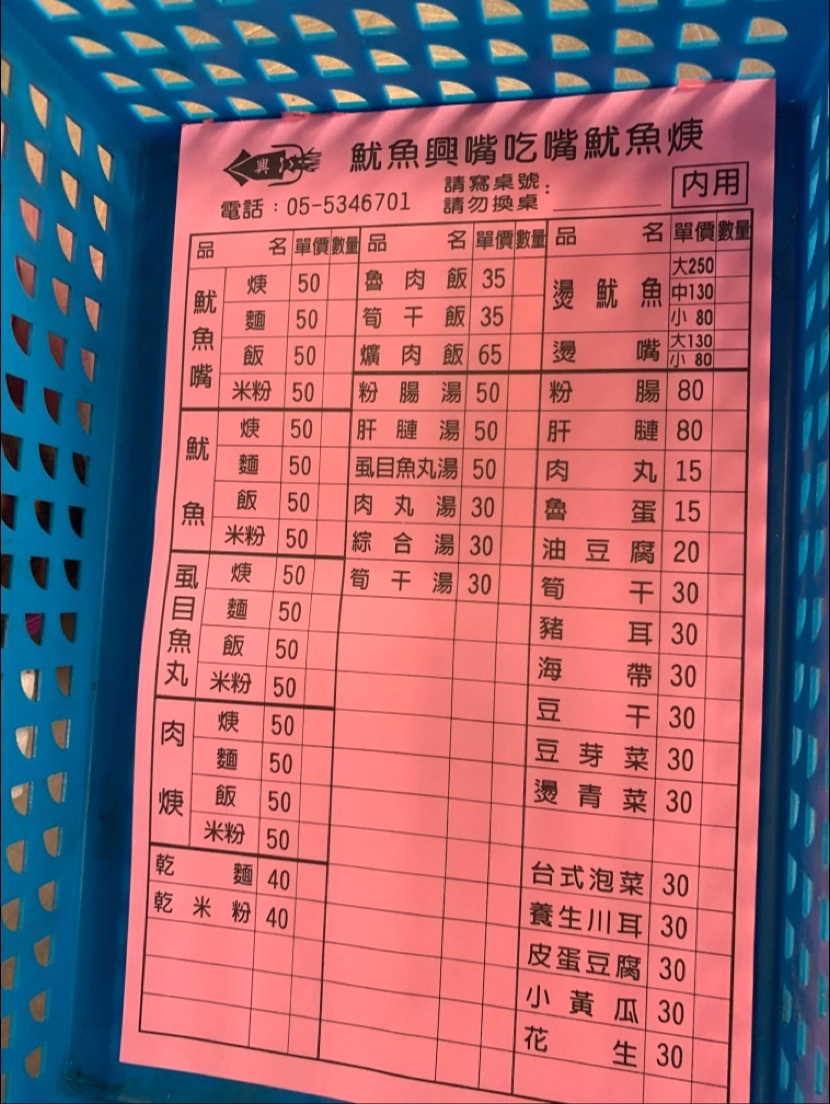 興
魷魚興嘴吃嘴魷魚焿
電話：05-5346701
請寫桌號：
請勿換桌
內用
品名 單價 數量 品名 單價 數量 品名 單價 數量
魷魚嘴
焿 50
麵 50
飯 50
米粉 50
魷魚
焿 50
麵 50
飯 50
米粉 50
虱目魚丸
焿 50
麵 50
飯 50
米粉 50
肉焿
焿 50
麵 50
飯 50
米粉 50
乾麵 40
乾米粉 40
魯肉飯 35
筍干飯 35
爌肉飯 65
粉腸湯 50
肝腱湯 50
虱目魚丸湯 50
肉丸湯 30
綜合湯 30
筍干湯 30
燙魷魚
大250
中130
小 80
燙嘴
大130
小 80
粉腸 80
肝腱 80
肉丸 15
魯蛋 15
油豆腐 20
筍干 30
豬耳 30
海帶 30
豆干 30
豆芽菜 30
燙青菜 30
台式泡菜 30
養生川耳 30
皮蛋豆腐 30
小黃瓜 30
花生 30